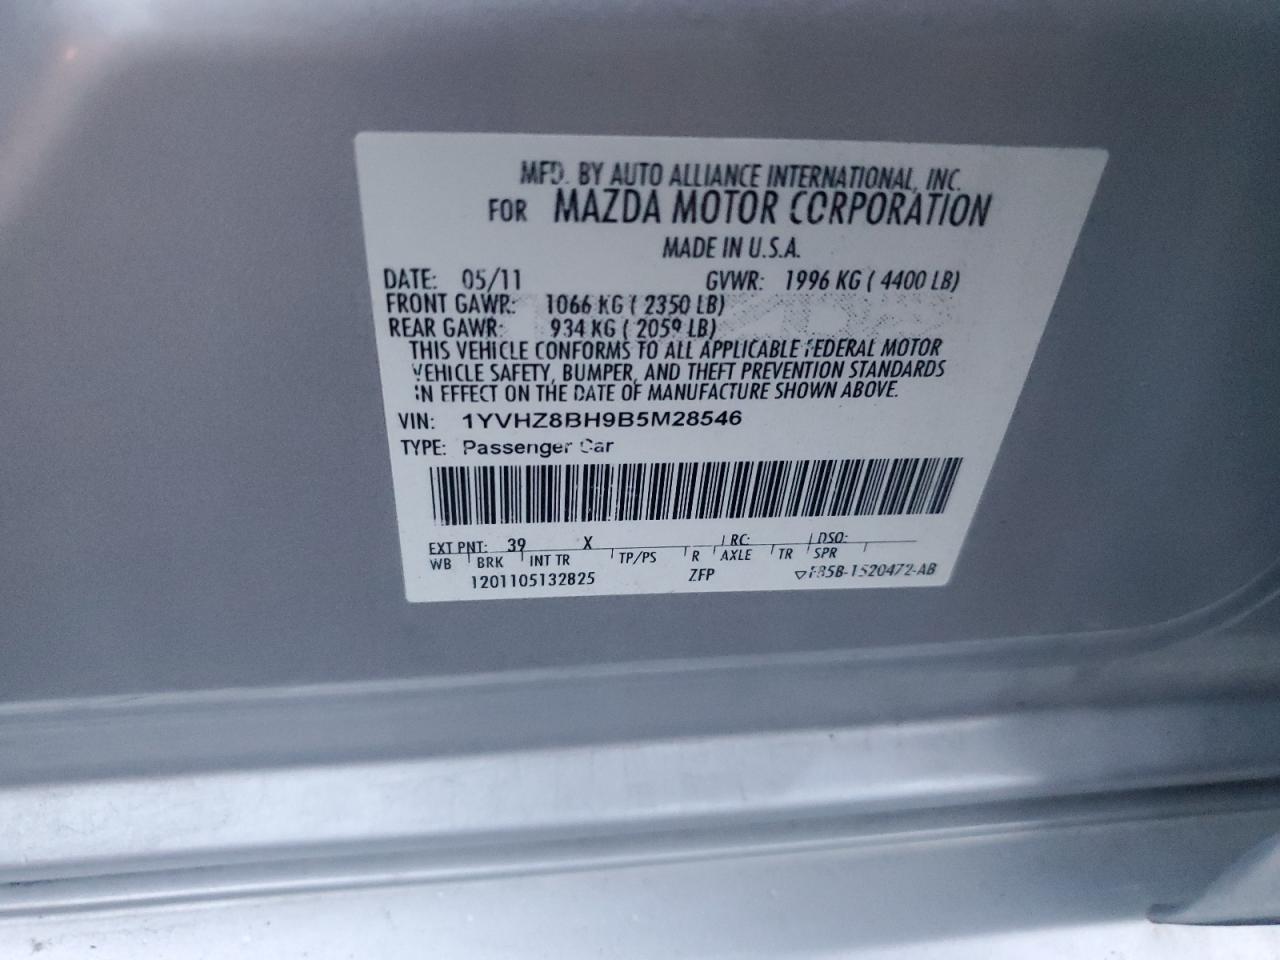 MFD. BY AUTO ALLIANCE INTERNATIONAL, INC.
FOR MAZDA MOTOR CORPORATION
MADE IN U.S.A.
DATE: 05/11 GVWR: 1996 KG ( 4400 LB)
FRONT GAWR: 1066 KG ( 2350 LB)
REAR GAWR: 934 KG ( 2059 LB)
THIS VEHICLE CONFORMS TO ALL APPLICABLE FEDERAL MOTOR
VEHICLE SAFETY, BUMPER, AND THEFT PREVENTION STANDARDS
IN EFFECT ON THE DATE OF MANUFACTURE SHOWN ABOVE.
VIN: 1YVHZ8BH9B5M28546
TYPE: Passenger Car
EXT PNT: 39 X RC: DSO:
WB BRK INT TR TP/PS R AXLE TR SPR
1201105132825 ZFP